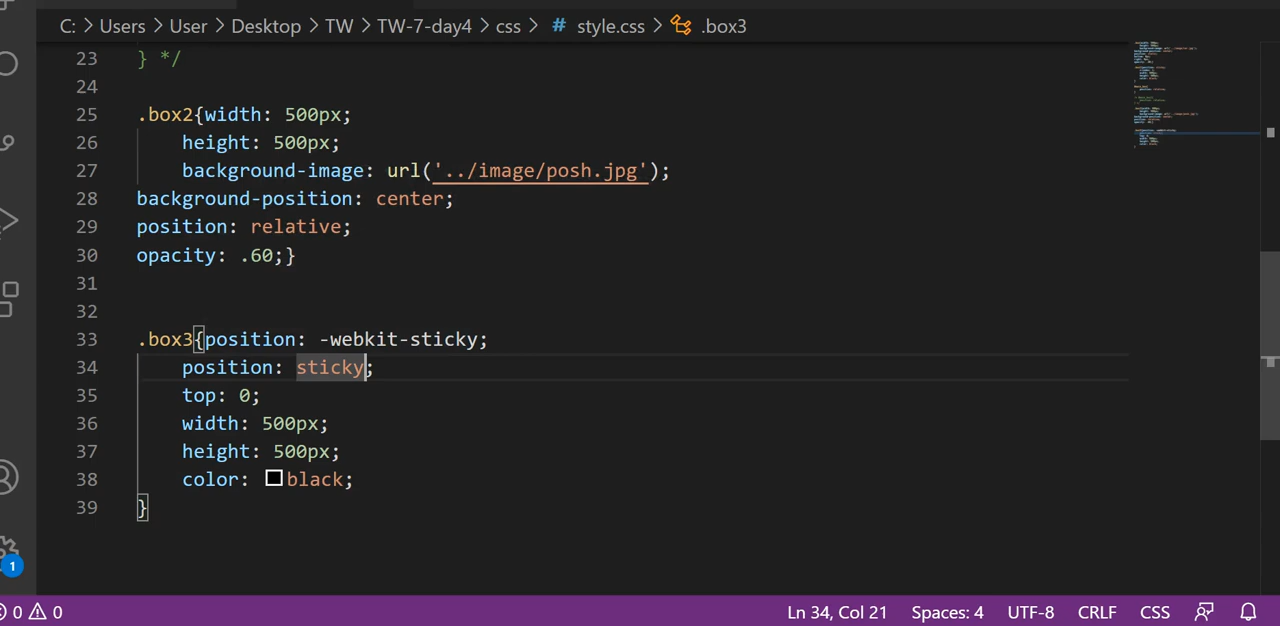 C: > Users > User > Desktop > TW > TW-7-day4 > css > # style.css > .box3
23 } */
24
25 .box2{width: 500px;
26 height: 500px;
27 background-image: url('../image/posh.jpg');
28 background-position: center;
29 position: relative;
30 opacity: .60;}
31
32
33 .box3{position: -webkit-sticky;
34 position: sticky;
35 top: 0;
36 width: 500px;
37 height: 500px;
38 color: black;
39 }
1
0 0 Ln 34, Col 21 Spaces: 4 UTF-8 CRLF CSS